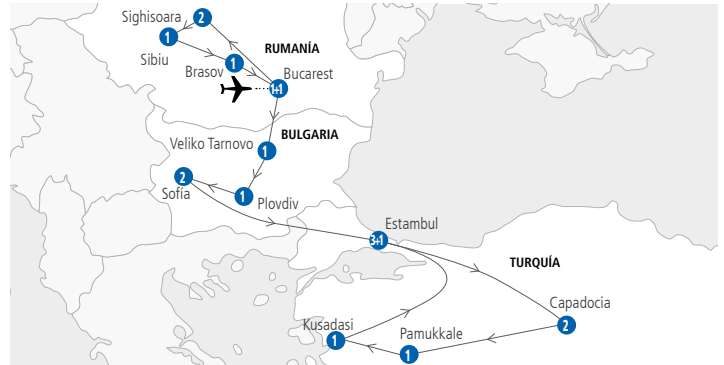 Sighisoara
2
1
Sibiu
RUMANÍA
1
Brasov
Bucarest
1+1
Veliko Tarnovo
BULGARIA
1
2
Sofía
1
Plovdiv
Estambul
3+1
TURQUÍA
Capadocia
2
Kusadasi
1
Pamukkale
1